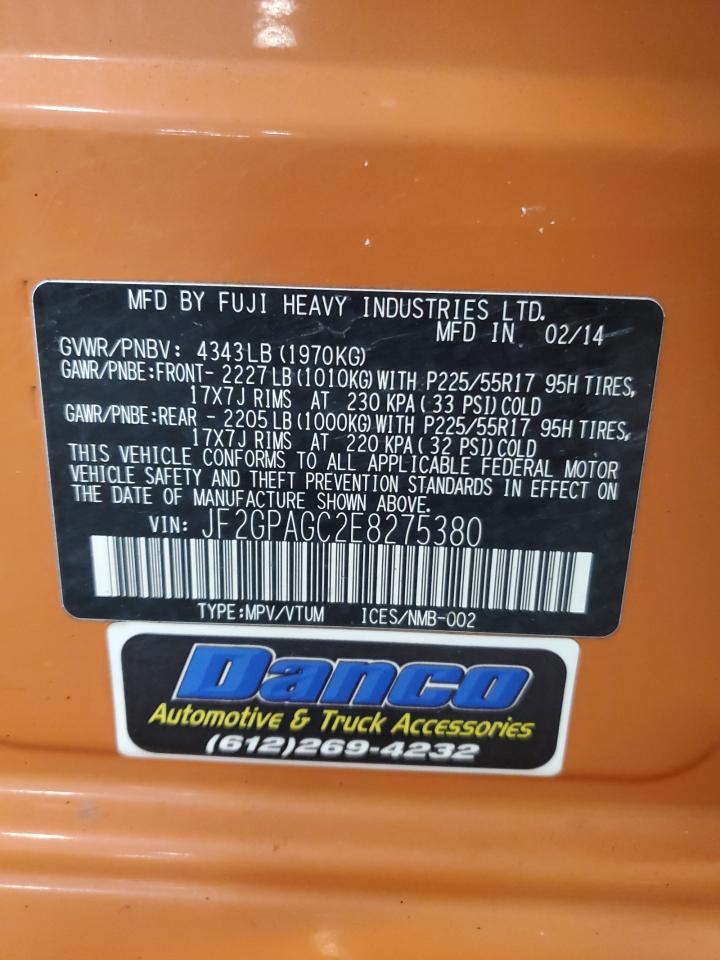 MFD BY FUJI HEAVY INDUSTRIES LTD.
MFD IN 02/14
GVWR/PNBV: 4343LB (1970KG)
GAWR/PNBE:FRONT- 2227LB (1010KG) WITH P225/55R17 95H TIRES,
17X7J RIMS AT 230 KPA (33 PSI) COLD
GAWR/PNBE:REAR - 2205LB (1000KG) WITH P225/55R17 95H TIRES,
17X7J RIMS AT 220 KPA (32 PSI) COLD
THIS VEHICLE CONFORMS TO ALL APPLICABLE FEDERAL MOTOR
VEHICLE SAFETY AND THEFT PREVENTION STANDARDS IN EFFECT ON
THE DATE OF MANUFACTURE SHOWN ABOVE.
VIN: JF2GPAGC2E8275380
TYPE:MPV/VTUM ICES/NMB-002
Danco
Automotive & Truck Accessories
(612)269-4232